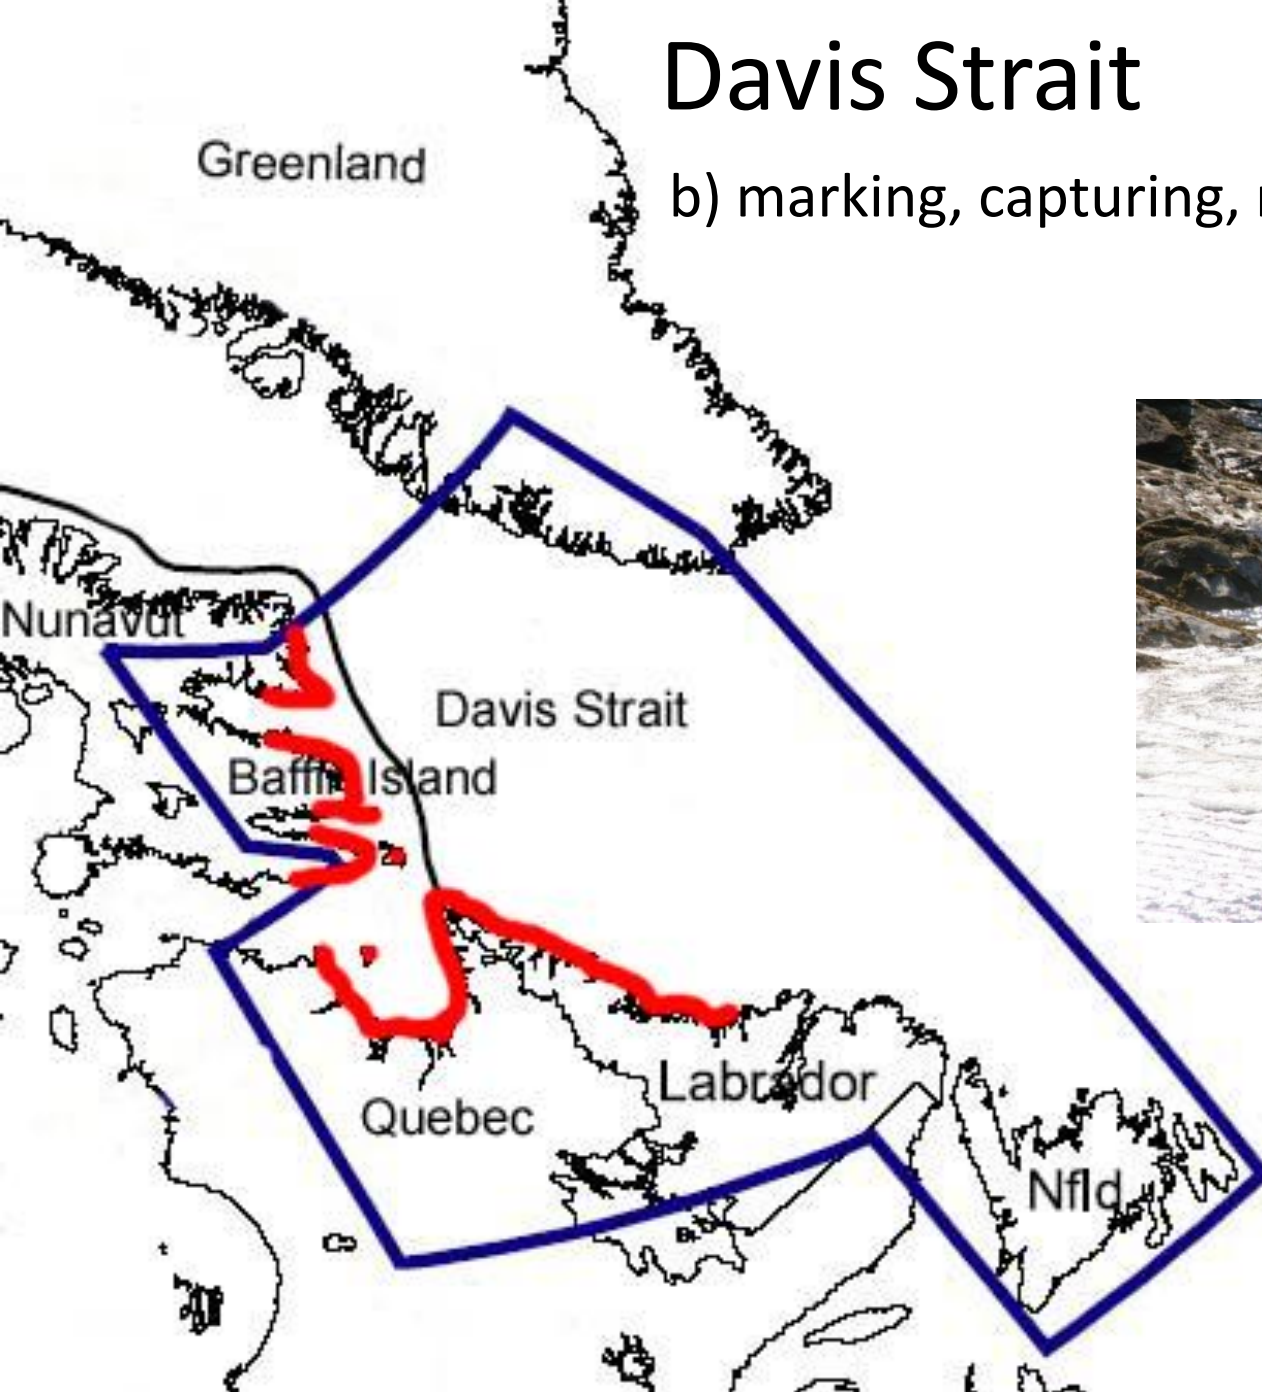 Davis Strait
b) marking, capturing,
Greenland
Nunavut
Davis Strait
Baffin Island
Labrador
Quebec
Nfld